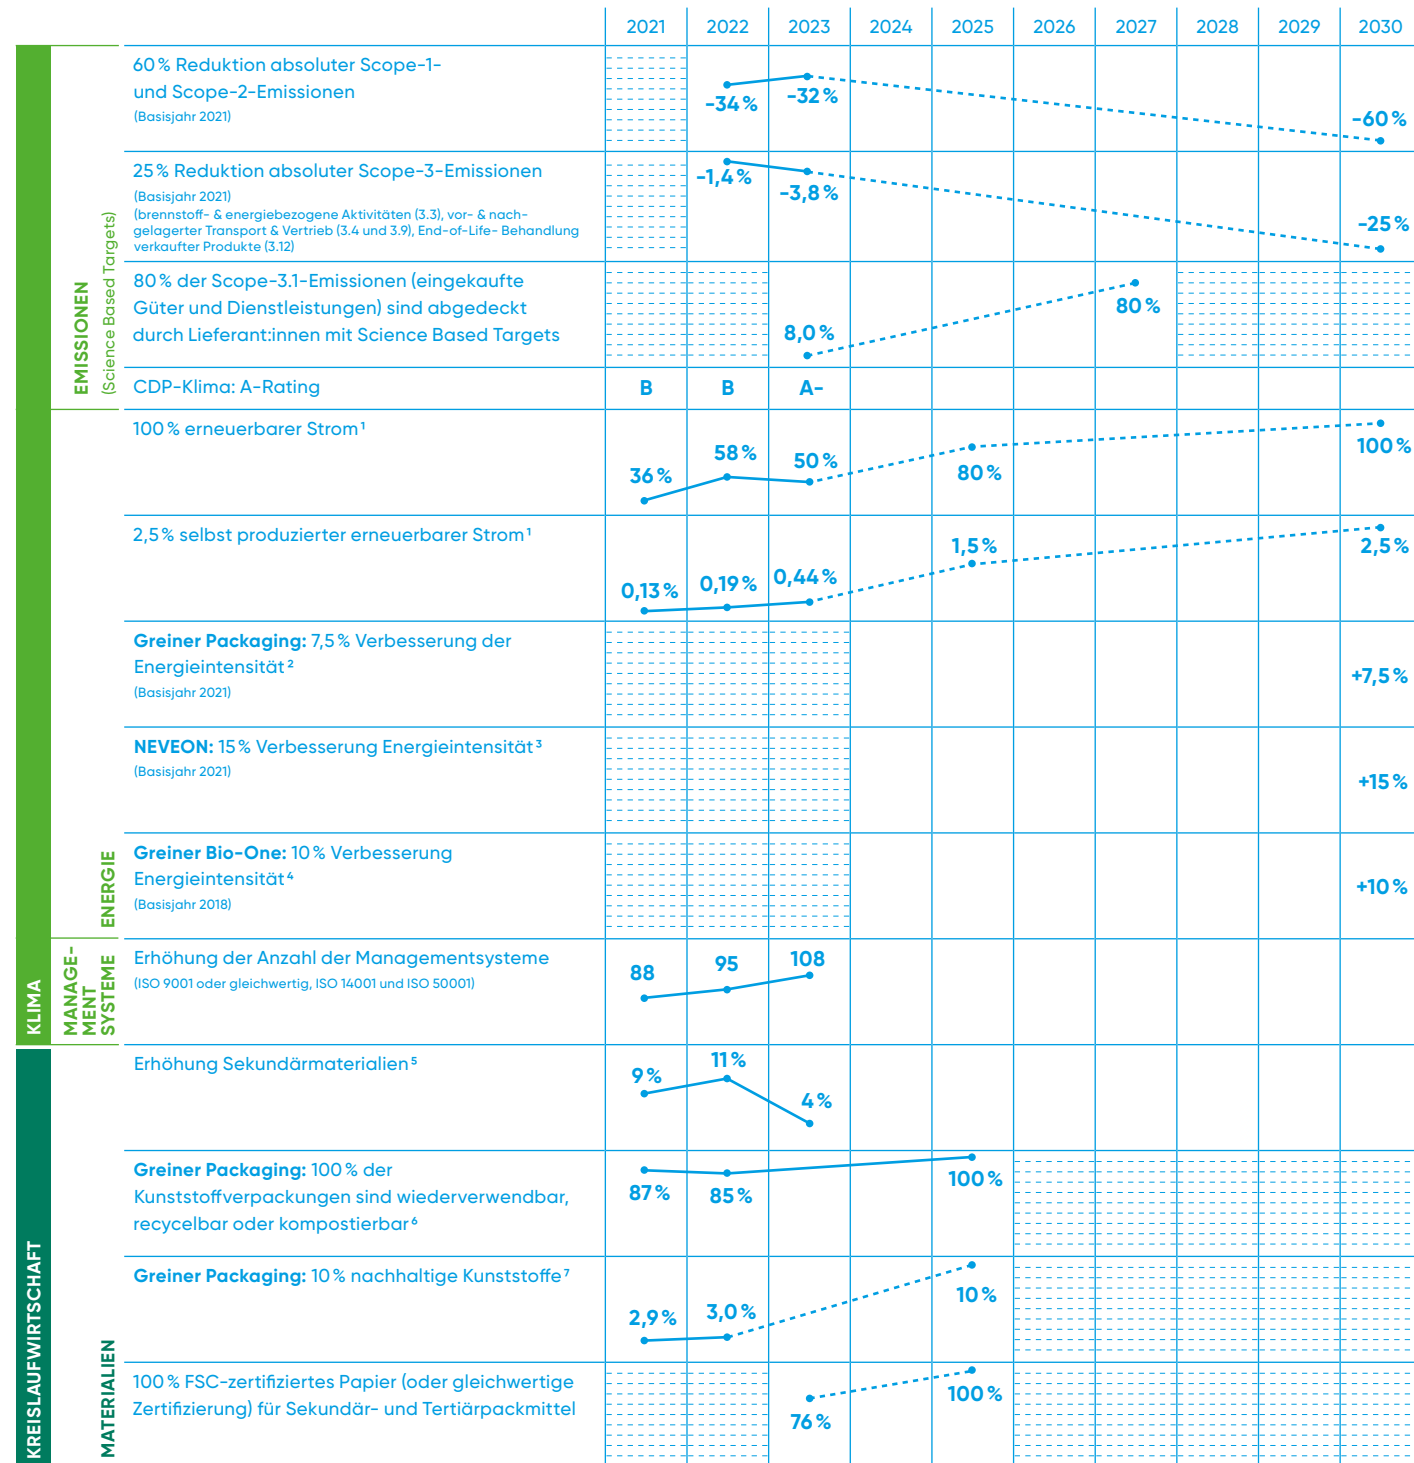 2021 2022 2023 2024 2025 2026 2027 2028 2029 2030
KLIMA
EMISSIONEN
(Science Based Targets)
60 % Reduktion absoluter Scope-1-
und Scope-2-Emissionen
(Basisjahr 2021)
-34 % -32 % -60 %
25 % Reduktion absoluter Scope-3-Emissionen
(Basisjahr 2021)
(brennstoff- & energiebezogene Aktivitäten (3.3), vor- & nach-
gelagerter Transport & Vertrieb (3.4 und 3.9), End-of-Life- Behandlung
verkaufter Produkte (3.12)
-1,4 % -3,8 % -25 %
80 % der Scope-3.1-Emissionen (eingekaufte
Güter und Dienstleistungen) sind abgedeckt
durch Lieferant:innen mit Science Based Targets
8,0 % 80 %
CDP-Klima: A-Rating B B A-
ENERGIE
100 % erneuerbarer Strom¹
36 % 58 % 50 % 80 % 100 %
2,5 % selbst produzierter erneuerbarer Strom¹
0,13 % 0,19 % 0,44 % 1,5 % 2,5 %
Greiner Packaging: 7,5 % Verbesserung der
Energieintensität²
(Basisjahr 2021)
+7,5 %
NEVEON: 15 % Verbesserung Energieintensität³
(Basisjahr 2021)
+15 %
Greiner Bio-One: 10 % Verbesserung
Energieintensität⁴
(Basisjahr 2018)
+10 %
MANAGE-
MENT
SYSTEME
Erhöhung der Anzahl der Managementsysteme
(ISO 9001 oder gleichwertig, ISO 14001 und ISO 50001)
88 95 108
KREISLAUFWIRTSCHAFT
MATERIALIEN
Erhöhung Sekundärmaterialien⁵
9 % 11 % 4 %
Greiner Packaging: 100 % der
Kunststoffverpackungen sind wiederverwendbar,
recycelbar oder kompostierbar⁶
87 % 85 % 100 %
Greiner Packaging: 10 % nachhaltige Kunststoffe⁷
2,9 % 3,0 % 10 %
100 % FSC-zertifiziertes Papier (oder gleichwertige
Zertifizierung) für Sekundär- und Tertiärpackmittel
76 % 100 %